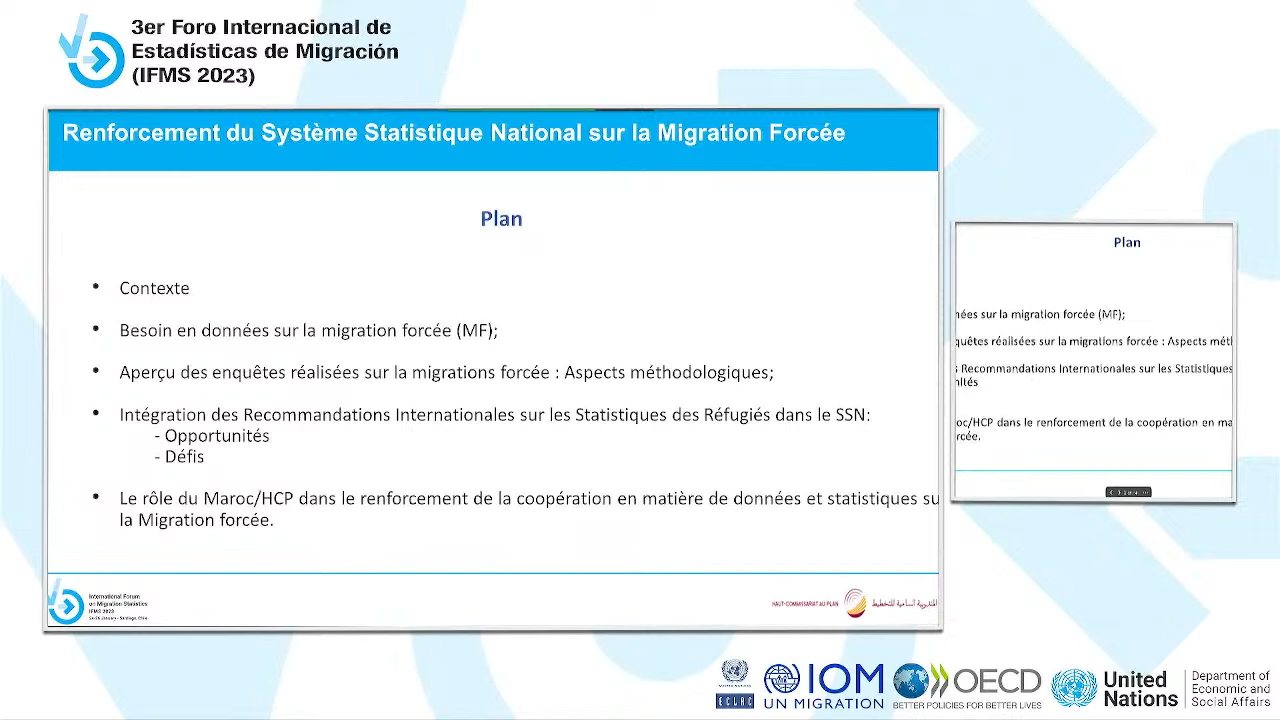 3er Foro Internacional de
Estadísticas de Migración
(IFMS 2023)
Renforcement du Système Statistique National sur la Migration Forcée
Plan
• Contexte
• Besoin en données sur la migration forcée (MF);
• Aperçu des enquêtes réalisées sur la migrations forcée : Aspects méthodologiques;
• Intégration des Recommandations Internationales sur les Statistiques des Réfugiés dans le SSN:
- Opportunités
- Défis
• Le rôle du Maroc/HCP dans le renforcement de la coopération en matière de données et statistiques su
la Migration forcée.
International Forum
on Migration Statistics
IFMS 2023
24-26 January - Santiago, Chile
HAUT-COMMISSARIAT AU PLAN
المندوبية السامية للتخطيط
Plan
nées sur la migration forcée (MF);
quêtes réalisées sur la migrations forcée : Aspects mét
s Recommandations Internationales sur les Statistiques
nités
oc/HCP dans le renforcement de la coopération en ma
rcée.
ECLAC
IOM
UN MIGRATION
OECD
BETTER POLICIES FOR BETTER LIVES
United
Nations
Department of
Economic and
Social Affairs